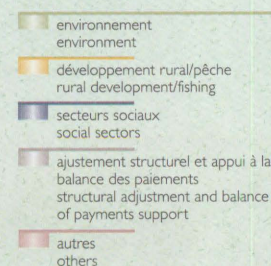 environnement
environment
développement rural/pêche
rural development/fishing
secteurs sociaux
social sectors
ajustement structurel et appui à la
balance des paiements
structural adjustment and balance
of payments support
autres
others